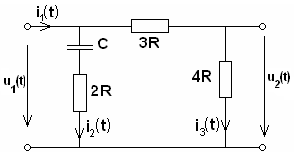 i₁(t)
C
3R
u₁(t)
2R
4R
u₂(t)
i₂(t)
i₃(t)